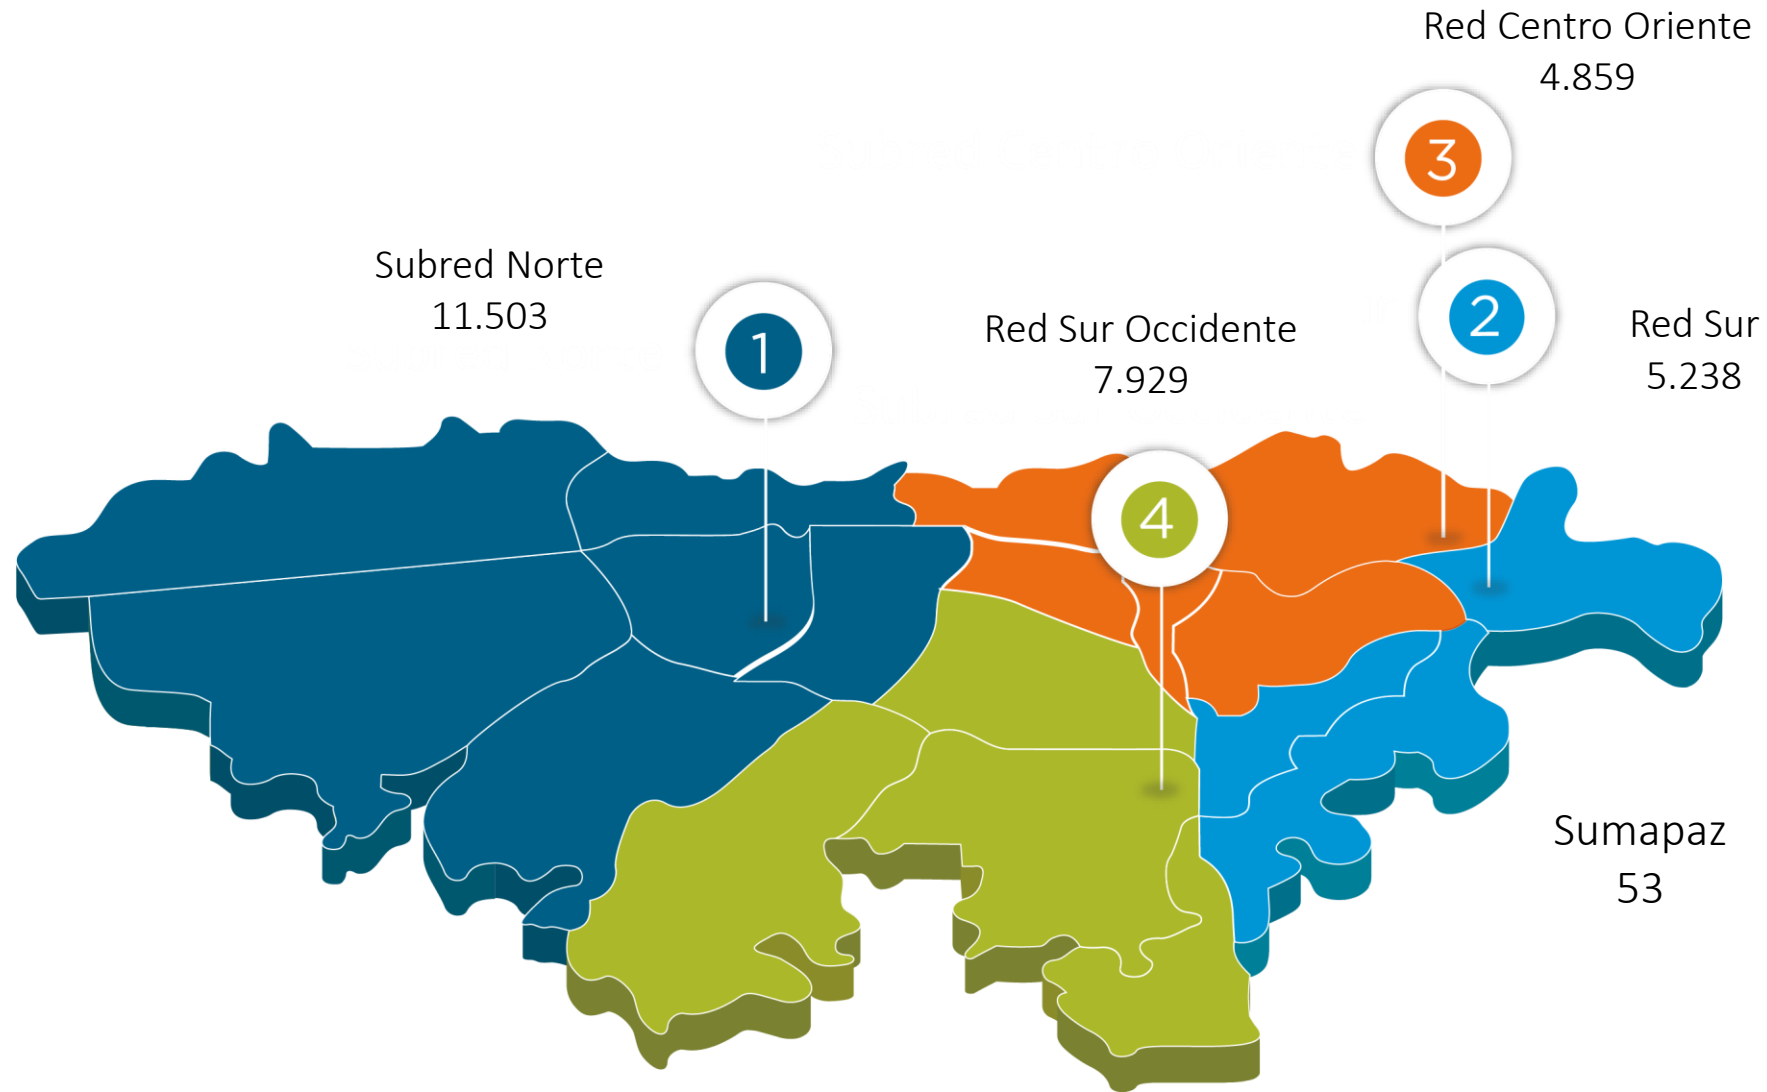 Red Centro Oriente
4.859
3
Subred Norte
11.503
1
Red Sur Occidente
7.929
2
Red Sur
5.238
4
Sumapaz
53